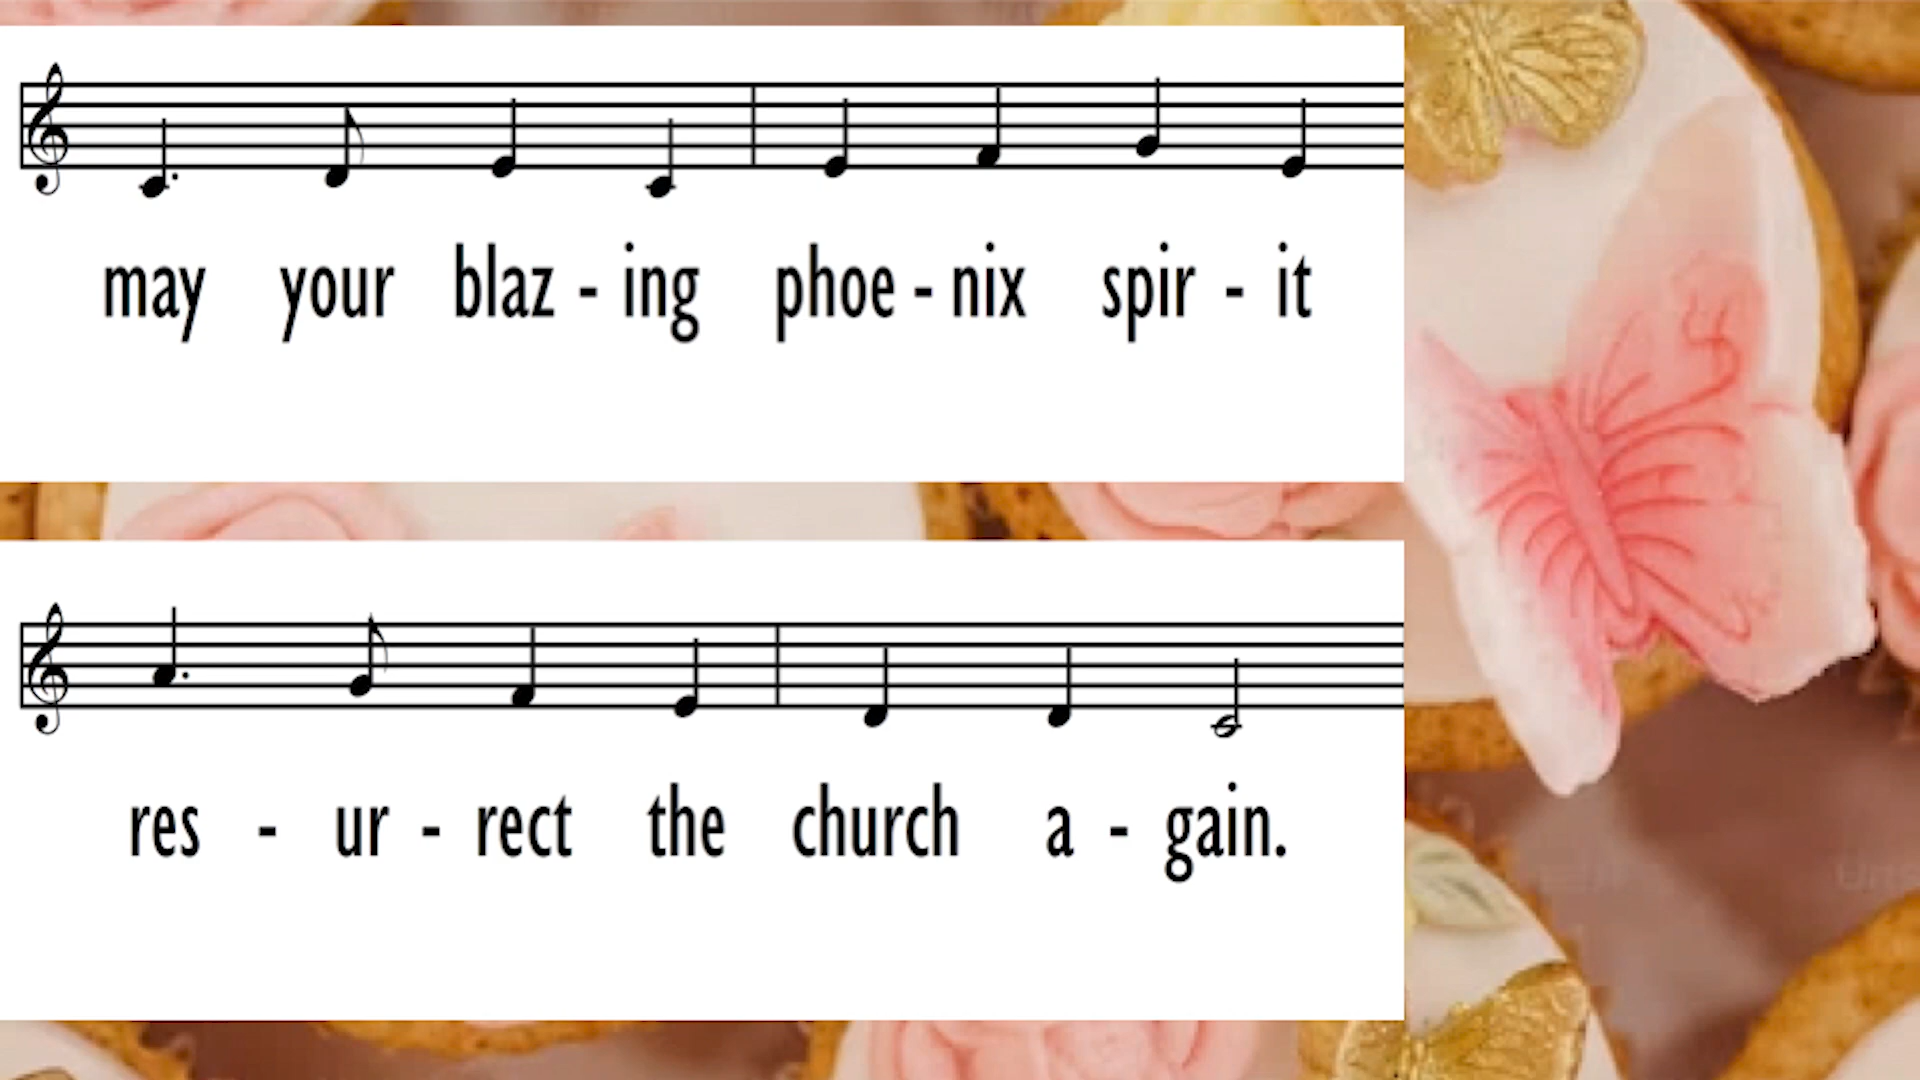 may your blaz - ing phoe - nix spir - it
res - ur - rect the church a - gain.